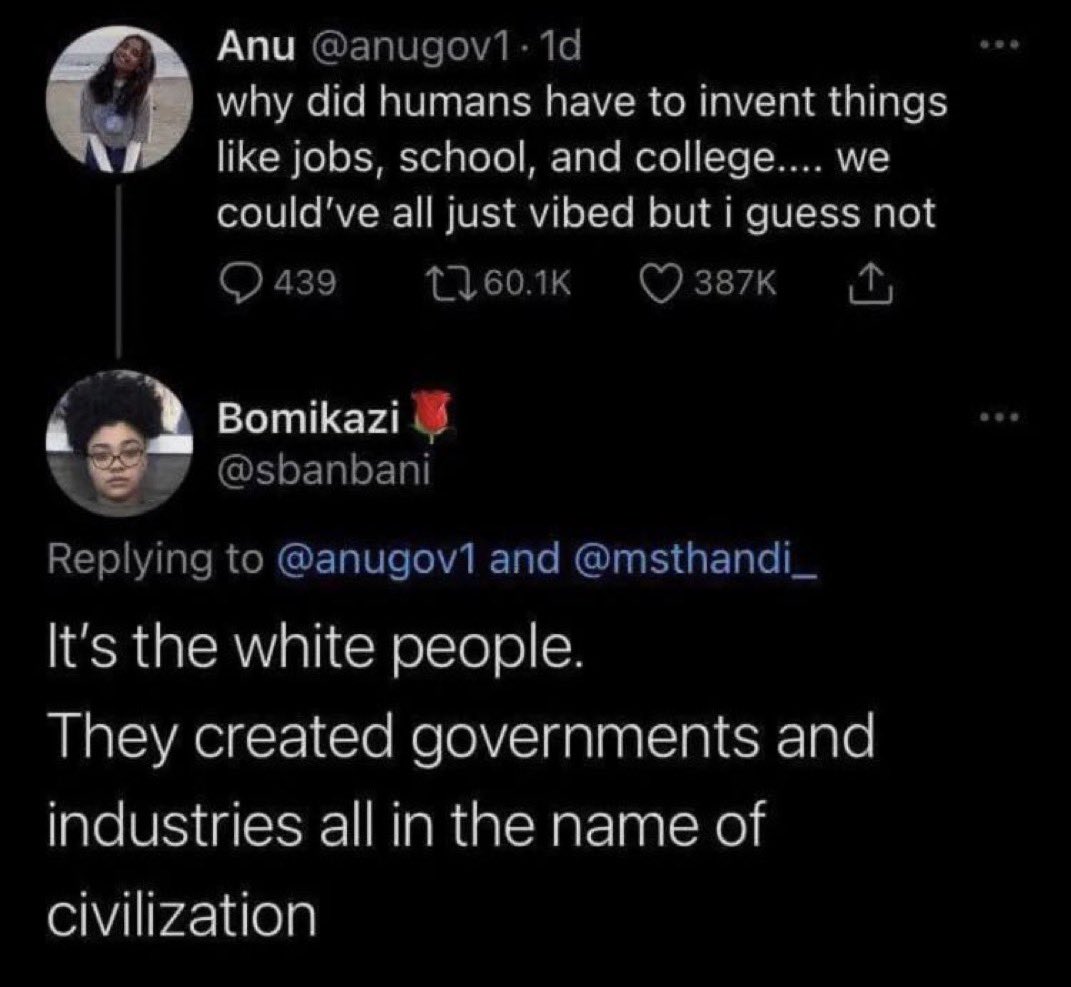 Anu @anugov1 · 1d
why did humans have to invent things
like jobs, school, and college.... we
could've all just vibed but i guess not
439 60.1K 387K
Bomikazi🌹
@sbanbani
Replying to @anugov1 and @msthandi_
It's the white people.
They created governments and
industries all in the name of
civilization